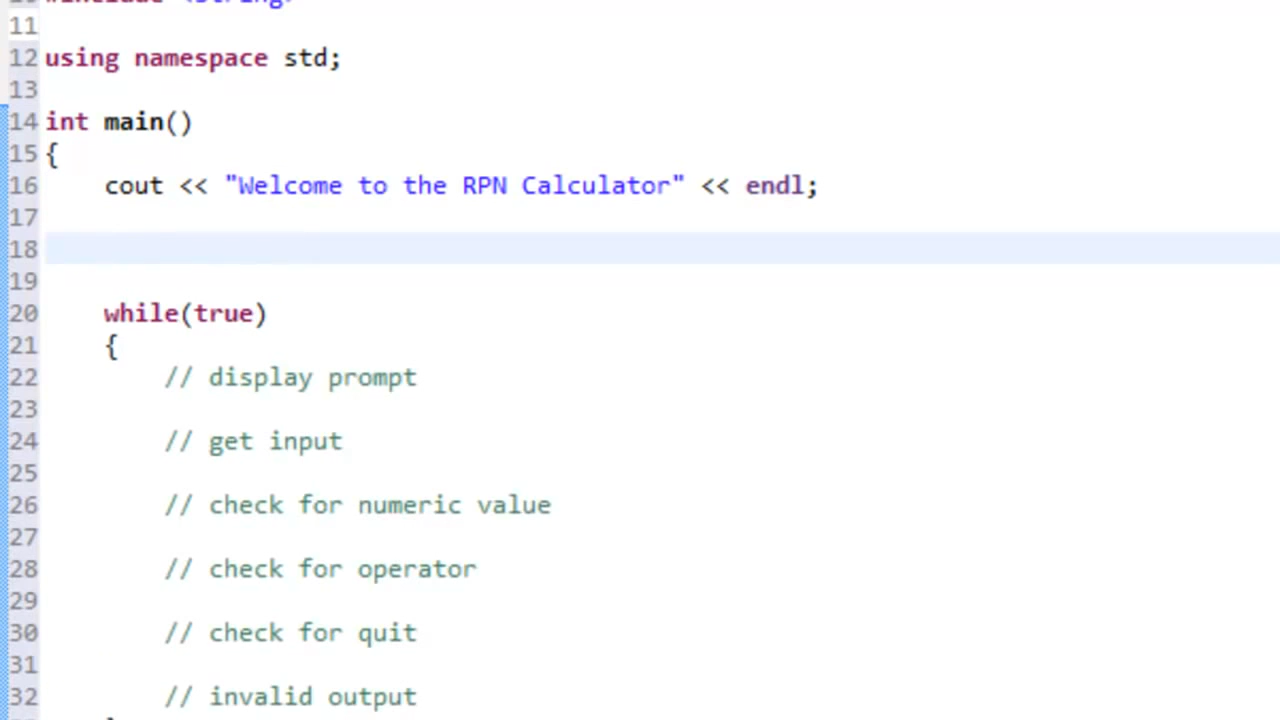 11
12 using namespace std;
13
14 int main()
15 {
16 cout << "Welcome to the RPN Calculator" << endl;
17
18
19
20 while(true)
21 {
22 // display prompt
23
24 // get input
25
26 // check for numeric value
27
28 // check for operator
29
30 // check for quit
31
32 // invalid output